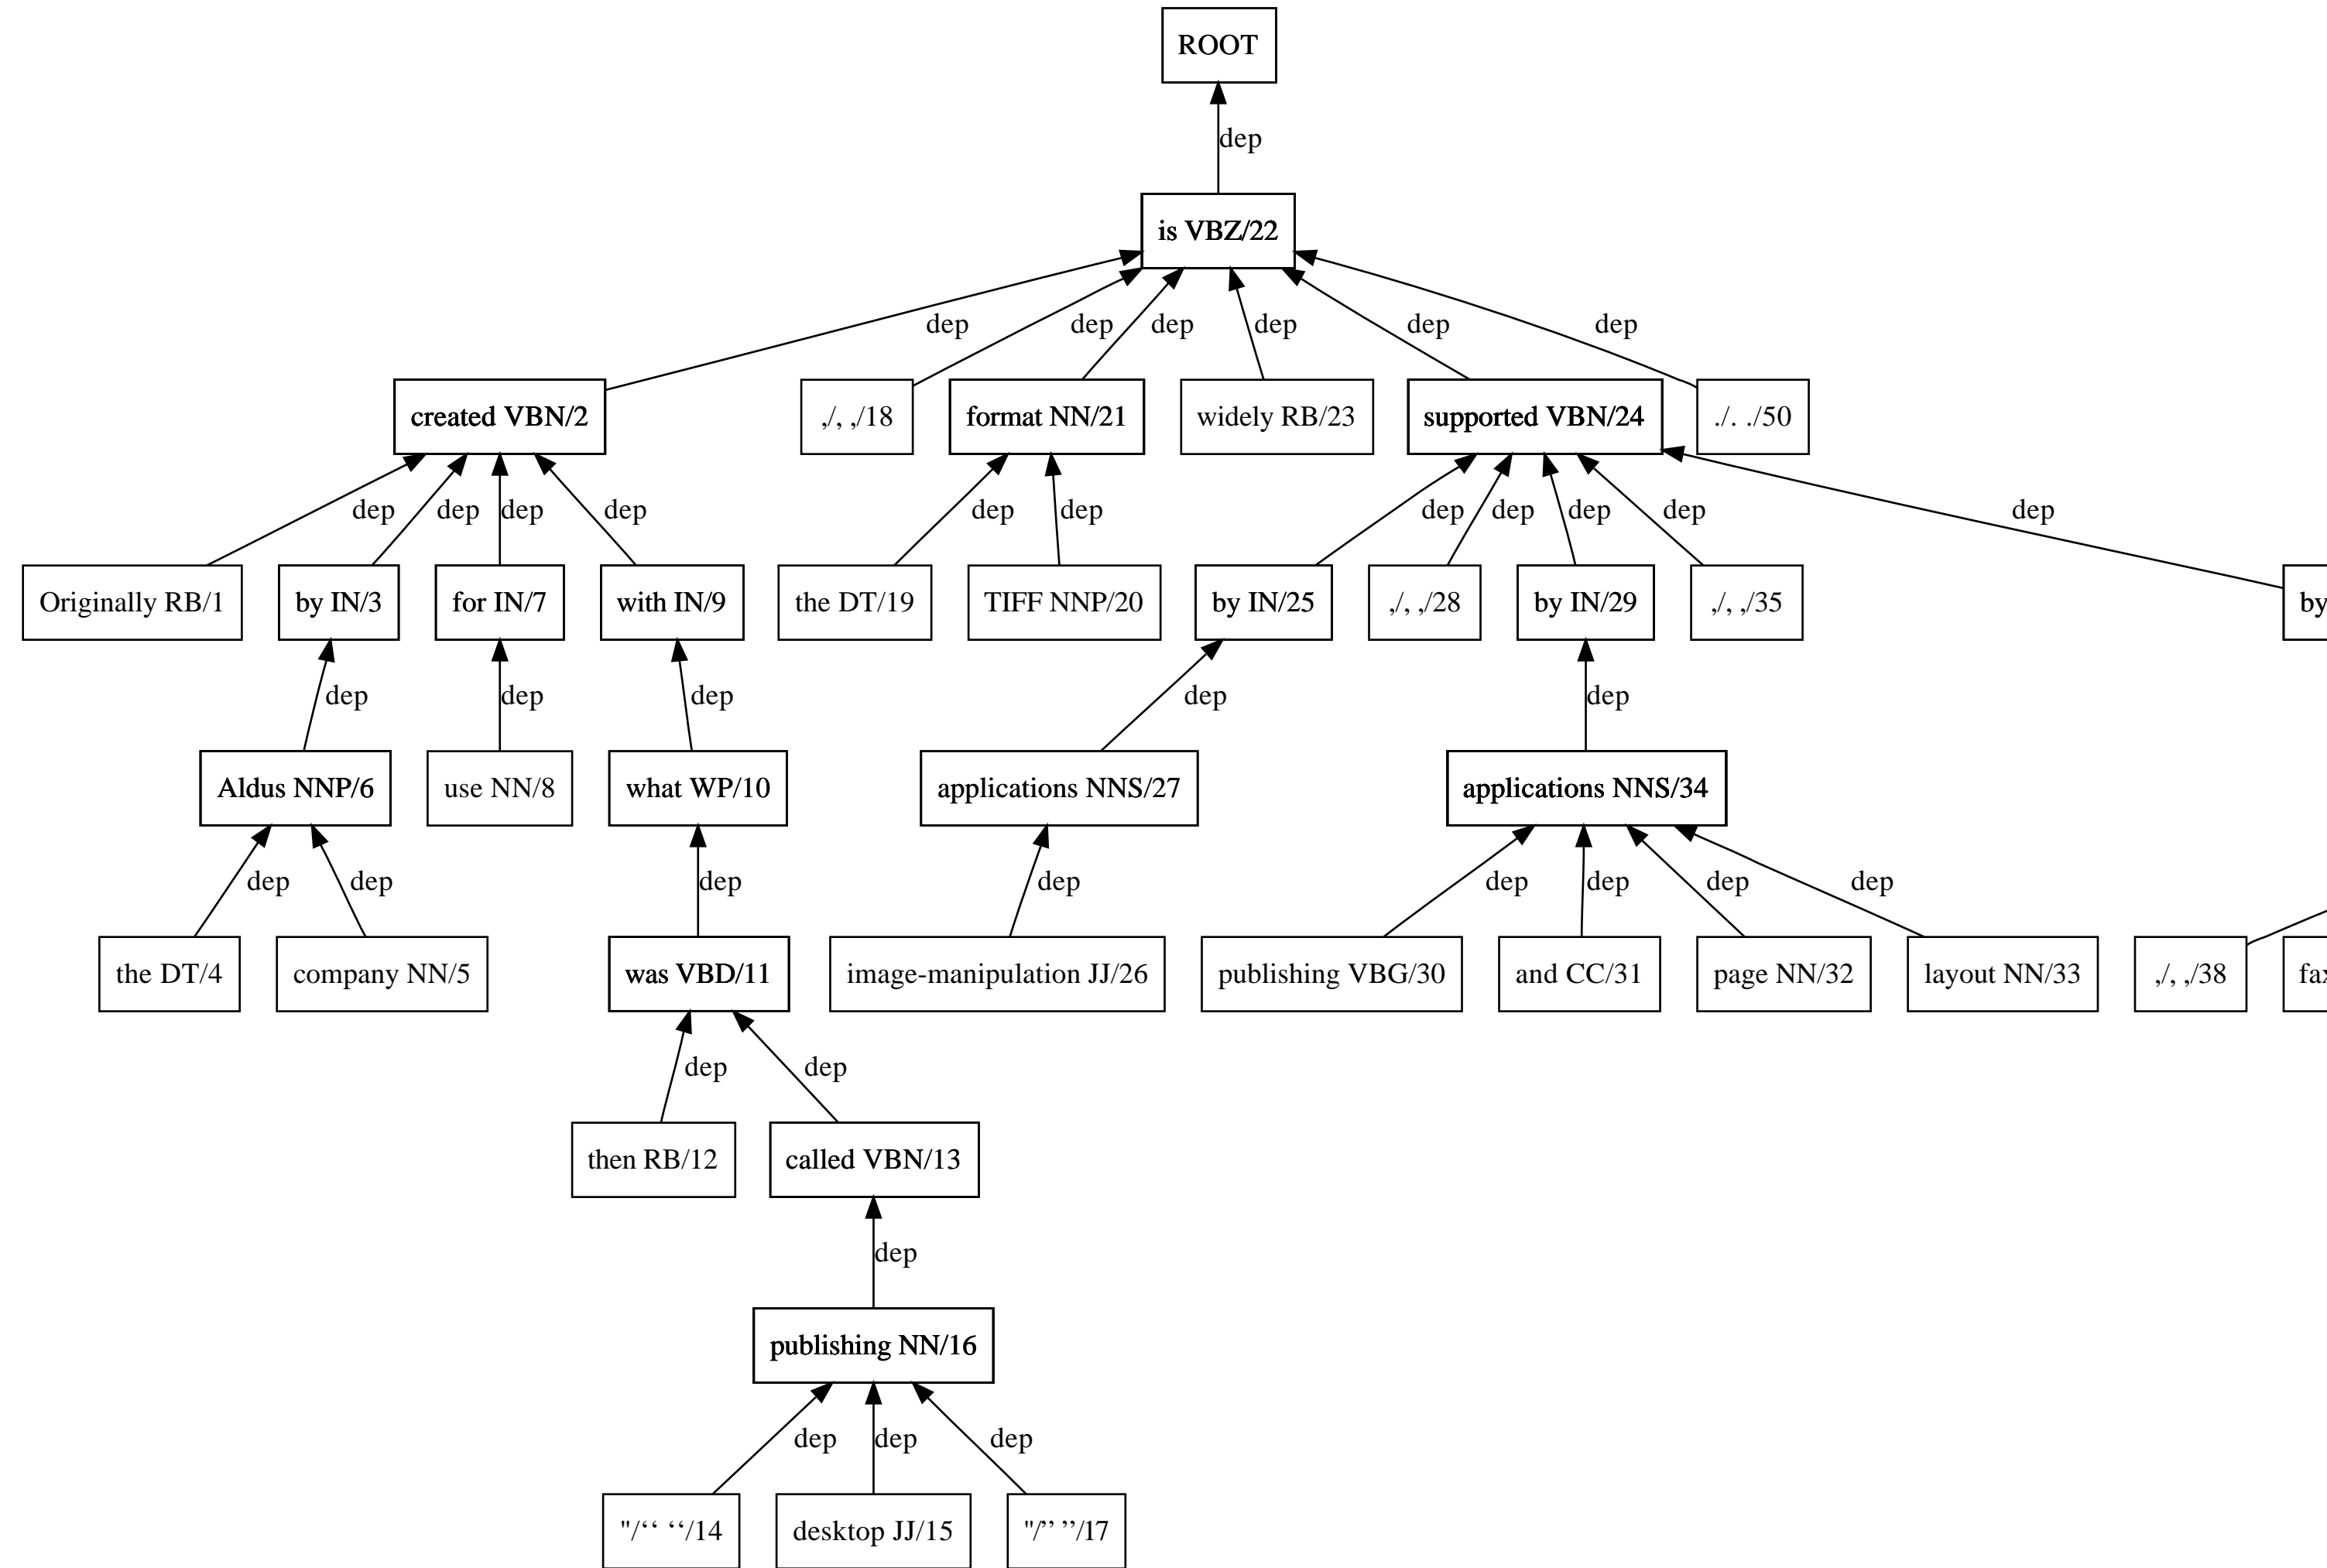 ROOT
dep
is VBZ/22
dep dep dep dep dep dep
created VBN/2 ,/, ,/18 format NN/21 widely RB/23 supported VBN/24 ./. ./50
dep dep dep dep dep dep dep dep dep dep dep
Originally RB/1 by IN/3 for IN/7 with IN/9 the DT/19 TIFF NNP/20 by IN/25 ,/, ,/28 by IN/29 ,/, ,/35 by
dep dep dep dep dep
Aldus NNP/6 use NN/8 what WP/10 applications NNS/27 applications NNS/34
dep dep dep dep dep dep dep dep
the DT/4 company NN/5 was VBD/11 image-manipulation JJ/26 publishing VBG/30 and CC/31 page NN/32 layout NN/33 ,/, ,/38 fax
dep dep
then RB/12 called VBN/13
dep
publishing NN/16
dep dep dep
"/“ “/14 desktop JJ/15 "/” ”/17